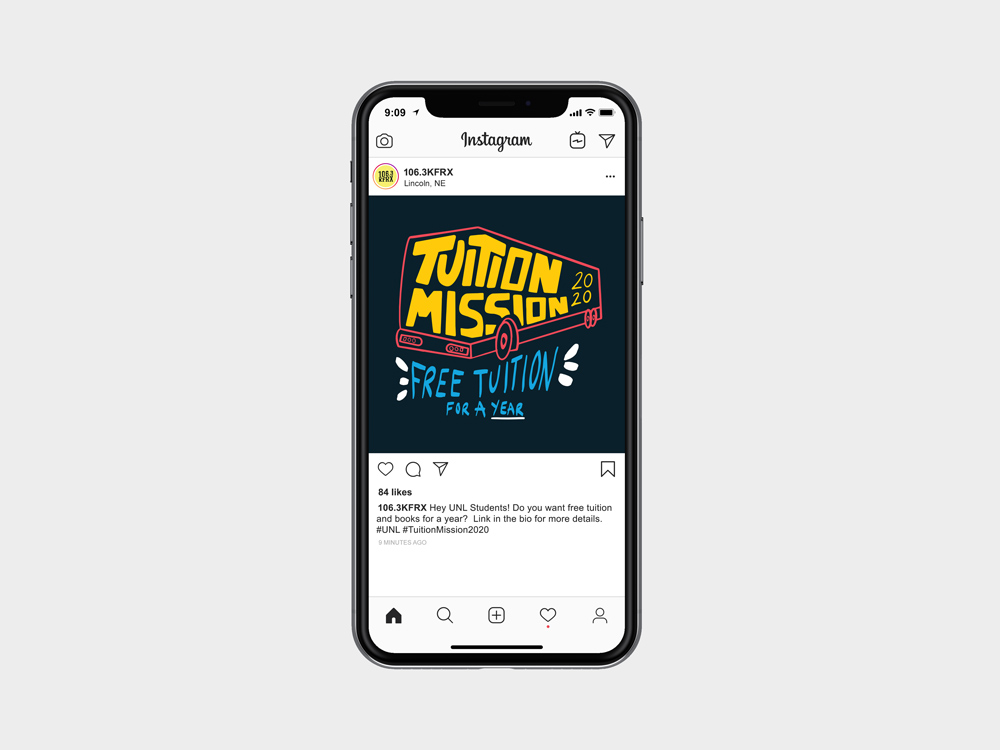 9:09
Instagram
106.3
KFRX
106.3KFRX
Lincoln, NE
TUITION
MISSION
20
20
FREE TUITION
FOR A YEAR
84 likes
106.3KFRX Hey UNL Students! Do you want free tuition
and books for a year? Link in the bio for more details.
#UNL #TuitionMission2020
9 MINUTES AGO